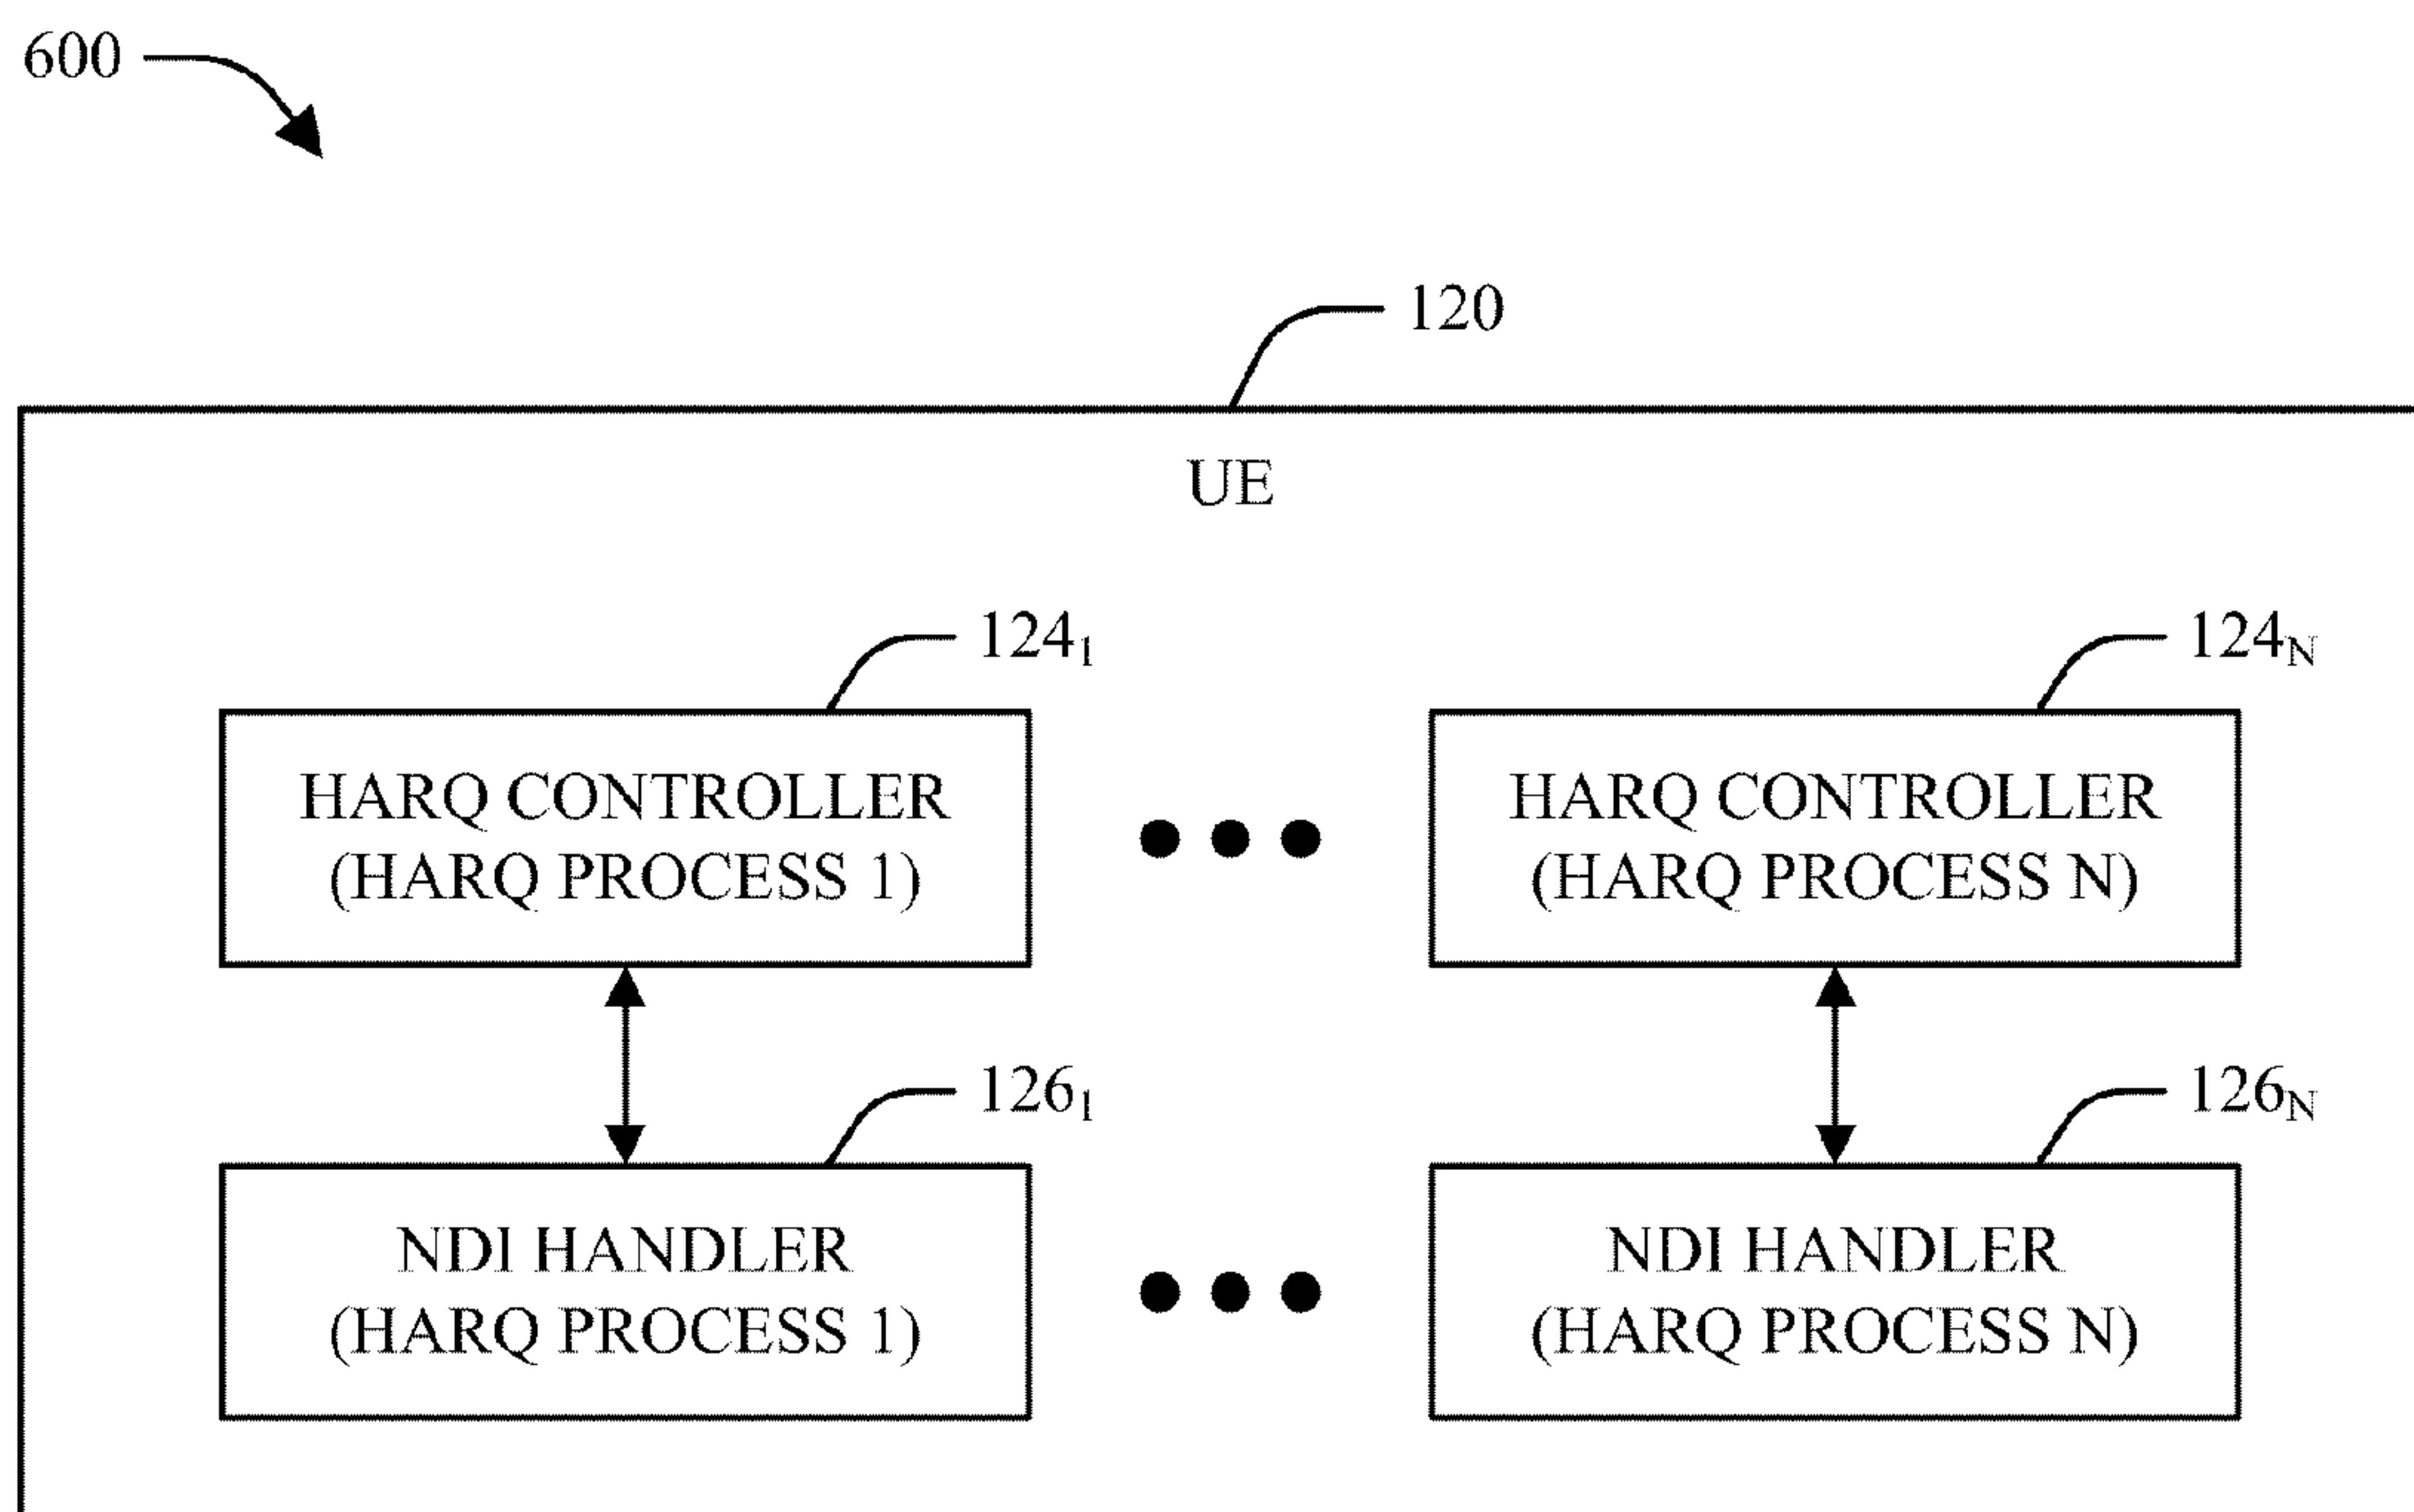 600
120
UE
124₁
124N
HARQ CONTROLLER
(HARQ PROCESS 1)
HARQ CONTROLLER
(HARQ PROCESS N)
126₁
126N
NDI HANDLER
(HARQ PROCESS 1)
NDI HANDLER
(HARQ PROCESS N)